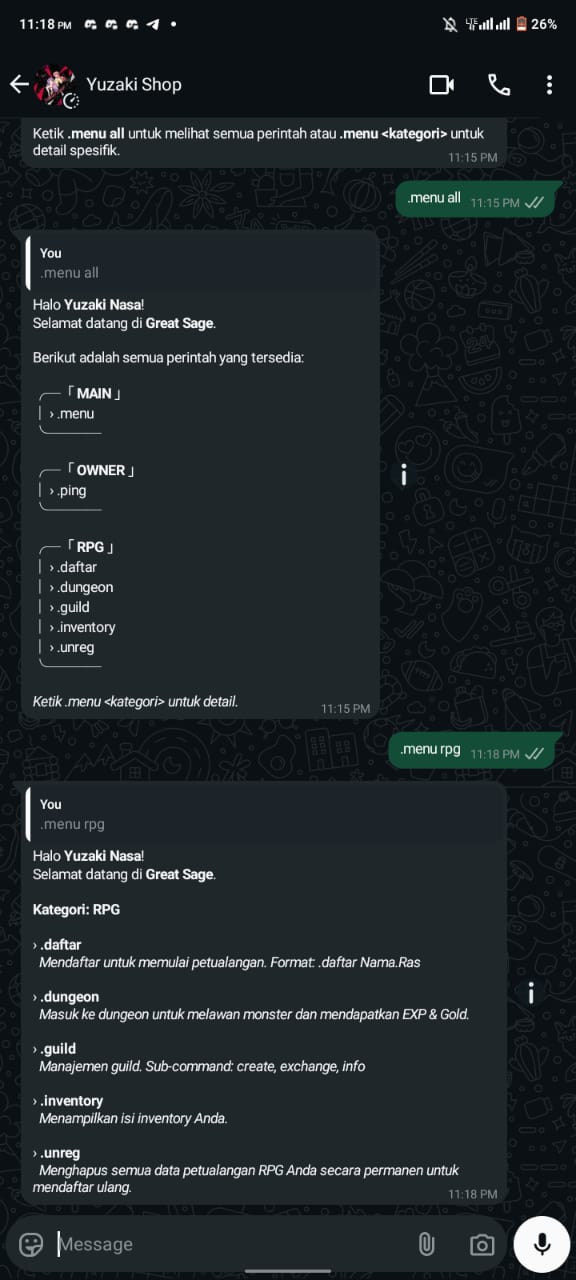 11:18 PM
LTE 26%
Yuzaki Shop
Ketik .menu all untuk melihat semua perintah atau .menu <kategori> untuk
detail spesifik.
11:15 PM
.menu all 11:15 PM
You
.menu all
Halo Yuzaki Nasa!
Selamat datang di Great Sage.
Berikut adalah semua perintah yang tersedia:
╭──「 MAIN 」
│ › .menu
╰────────
╭──「 OWNER 」
│ › .ping
╰────────
╭──「 RPG 」
│ › .daftar
│ › .dungeon
│ › .guild
│ › .inventory
│ › .unreg
╰────────
Ketik .menu <kategori> untuk detail.
11:15 PM
.menu rpg 11:18 PM
You
.menu rpg
Halo Yuzaki Nasa!
Selamat datang di Great Sage.
Kategori: RPG
› .daftar
Mendaftar untuk memulai petualangan. Format: .daftar Nama.Ras
› .dungeon
Masuk ke dungeon untuk melawan monster dan mendapatkan EXP & Gold.
› .guild
Manajemen guild. Sub-command: create, exchange, info
› .inventory
Menampilkan isi inventory Anda.
› .unreg
Menghapus semua data petualangan RPG Anda secara permanen untuk
mendaftar ulang.
11:18 PM
Message